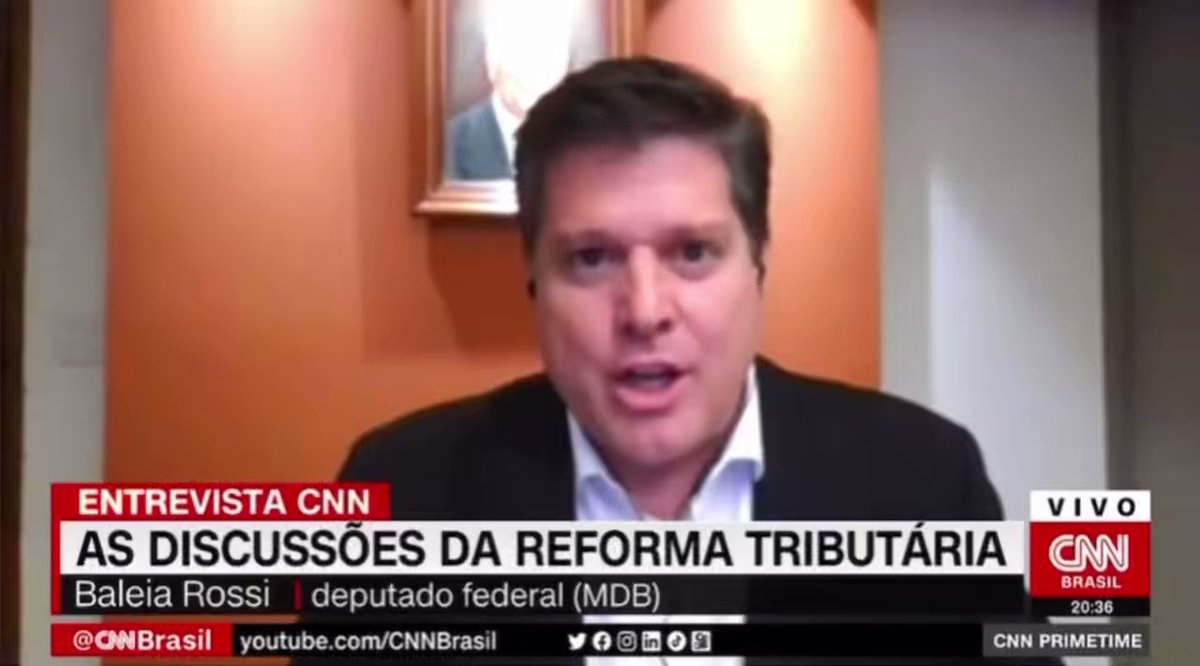 ENTREVISTA CNN
AS DISCUSSÕES DA REFORMA TRIBUTÁRIA
Baleia Rossi | deputado federal (MDB)
VIVO
CNN
BRASIL
20:36
@CNNBrasil
youtube.com/CNNBrasil
CNN PRIMETIME